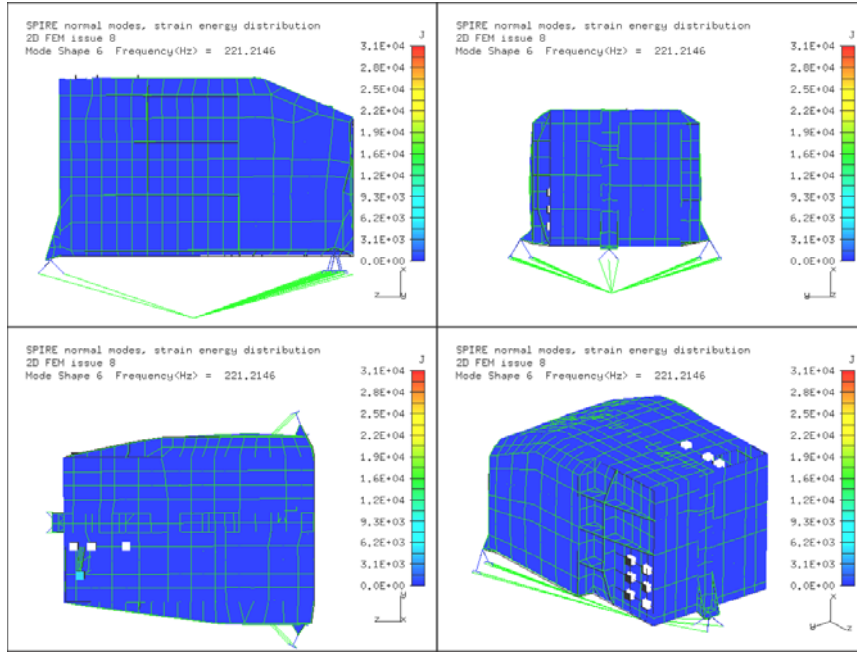 SPIRE normal modes, strain energy distribution
2D FEM issue 8
Mode Shape 6 Frequency(Hz) = 221.2146
J
3.1E+04
2.8E+04
2.5E+04
2.2E+04
1.9E+04
1.6E+04
1.2E+04
9.3E+03
6.2E+03
3.1E+03
0.0E+00
x
z y
SPIRE normal modes, strain energy distribution
2D FEM issue 8
Mode Shape 6 Frequency(Hz) = 221.2146
J
3.1E+04
2.8E+04
2.5E+04
2.2E+04
1.9E+04
1.6E+04
1.2E+04
9.3E+03
6.2E+03
3.1E+03
0.0E+00
x
y z
SPIRE normal modes, strain energy distribution
2D FEM issue 8
Mode Shape 6 Frequency(Hz) = 221.2146
J
3.1E+04
2.8E+04
2.5E+04
2.2E+04
1.9E+04
1.6E+04
1.2E+04
9.3E+03
6.2E+03
3.1E+03
0.0E+00
y
z x
SPIRE normal modes, strain energy distribution
2D FEM issue 8
Mode Shape 6 Frequency(Hz) = 221.2146
J
3.1E+04
2.8E+04
2.5E+04
2.2E+04
1.9E+04
1.6E+04
1.2E+04
9.3E+03
6.2E+03
3.1E+03
0.0E+00
x
y z